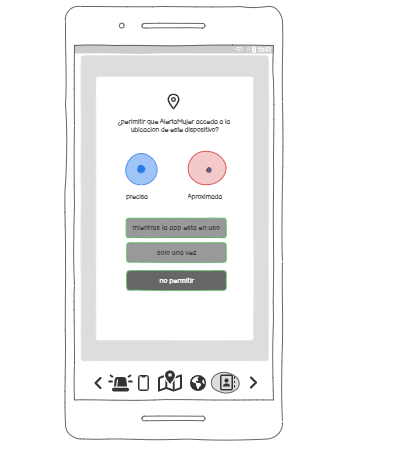 ¿permitir que AlertaMujer acceda a la
ubicacion de este dispositivo?
precisa
Aproximada
mientras la app esta en uso
solo una vez
no permitir